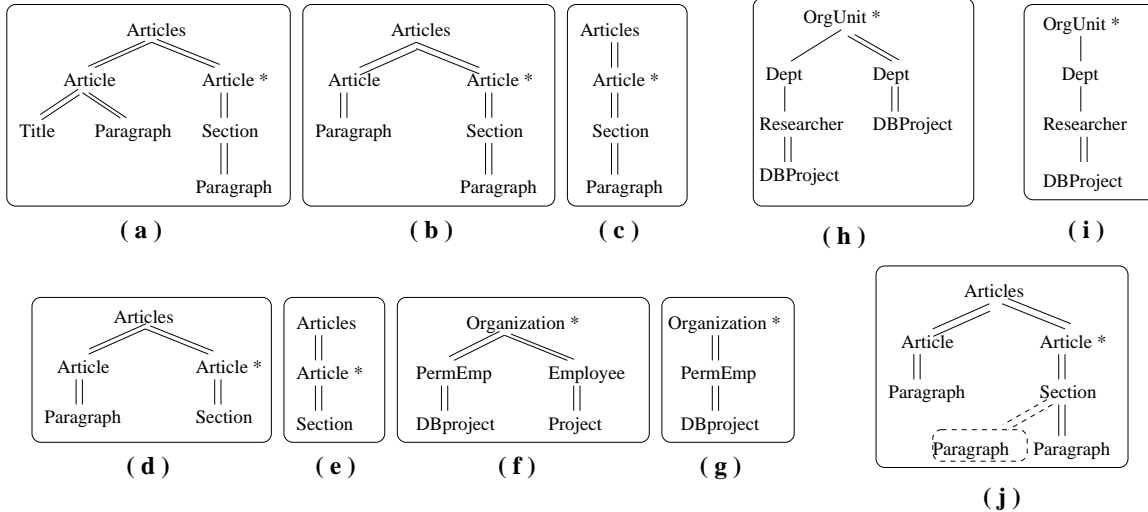 Articles
Article Article *
Title Paragraph Section
Paragraph
( a )
Articles
Article Article *
Paragraph Section
Paragraph
( b )
Articles
Article *
Section
Paragraph
( c )
OrgUnit *
Dept Dept
Researcher DBProject
DBProject
( h )
OrgUnit *
Dept
Researcher
DBProject
( i )
Articles
Article Article *
Paragraph Section
( d )
Articles
Article *
Section
( e )
Organization *
PermEmp Employee
DBproject Project
( f )
Organization *
PermEmp
DBproject
( g )
Articles
Article Article *
Paragraph Section
Paragraph Paragraph
( j )